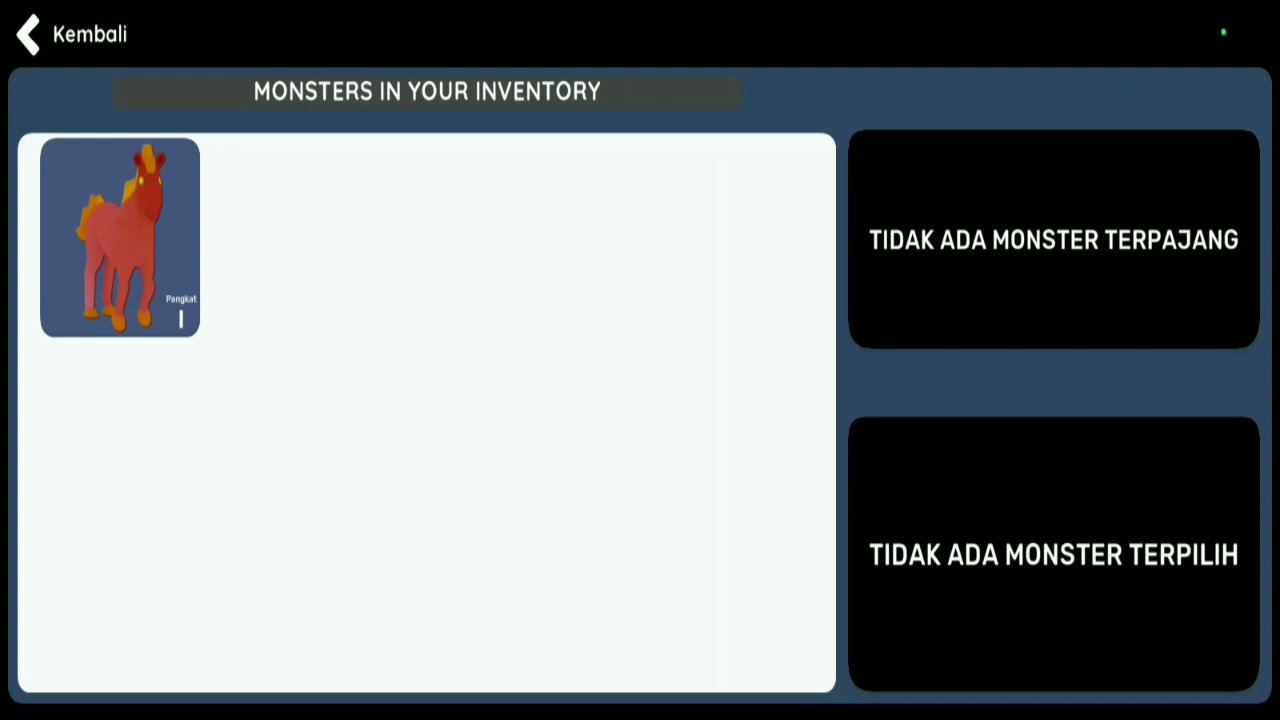 Kembali
MONSTERS IN YOUR INVENTORY
TIDAK ADA MONSTER TERPAJANG
Pangkat
I
TIDAK ADA MONSTER TERPILIH